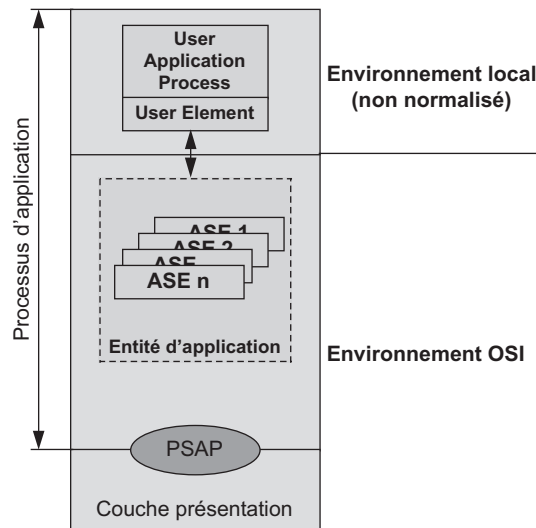 User
Application
Process
User Element
Environnement local
(non normalisé)
Processus d'application
ASE 1
ASE 2
ASE
ASE n
Entité d'application
Environnement OSI
PSAP
Couche présentation